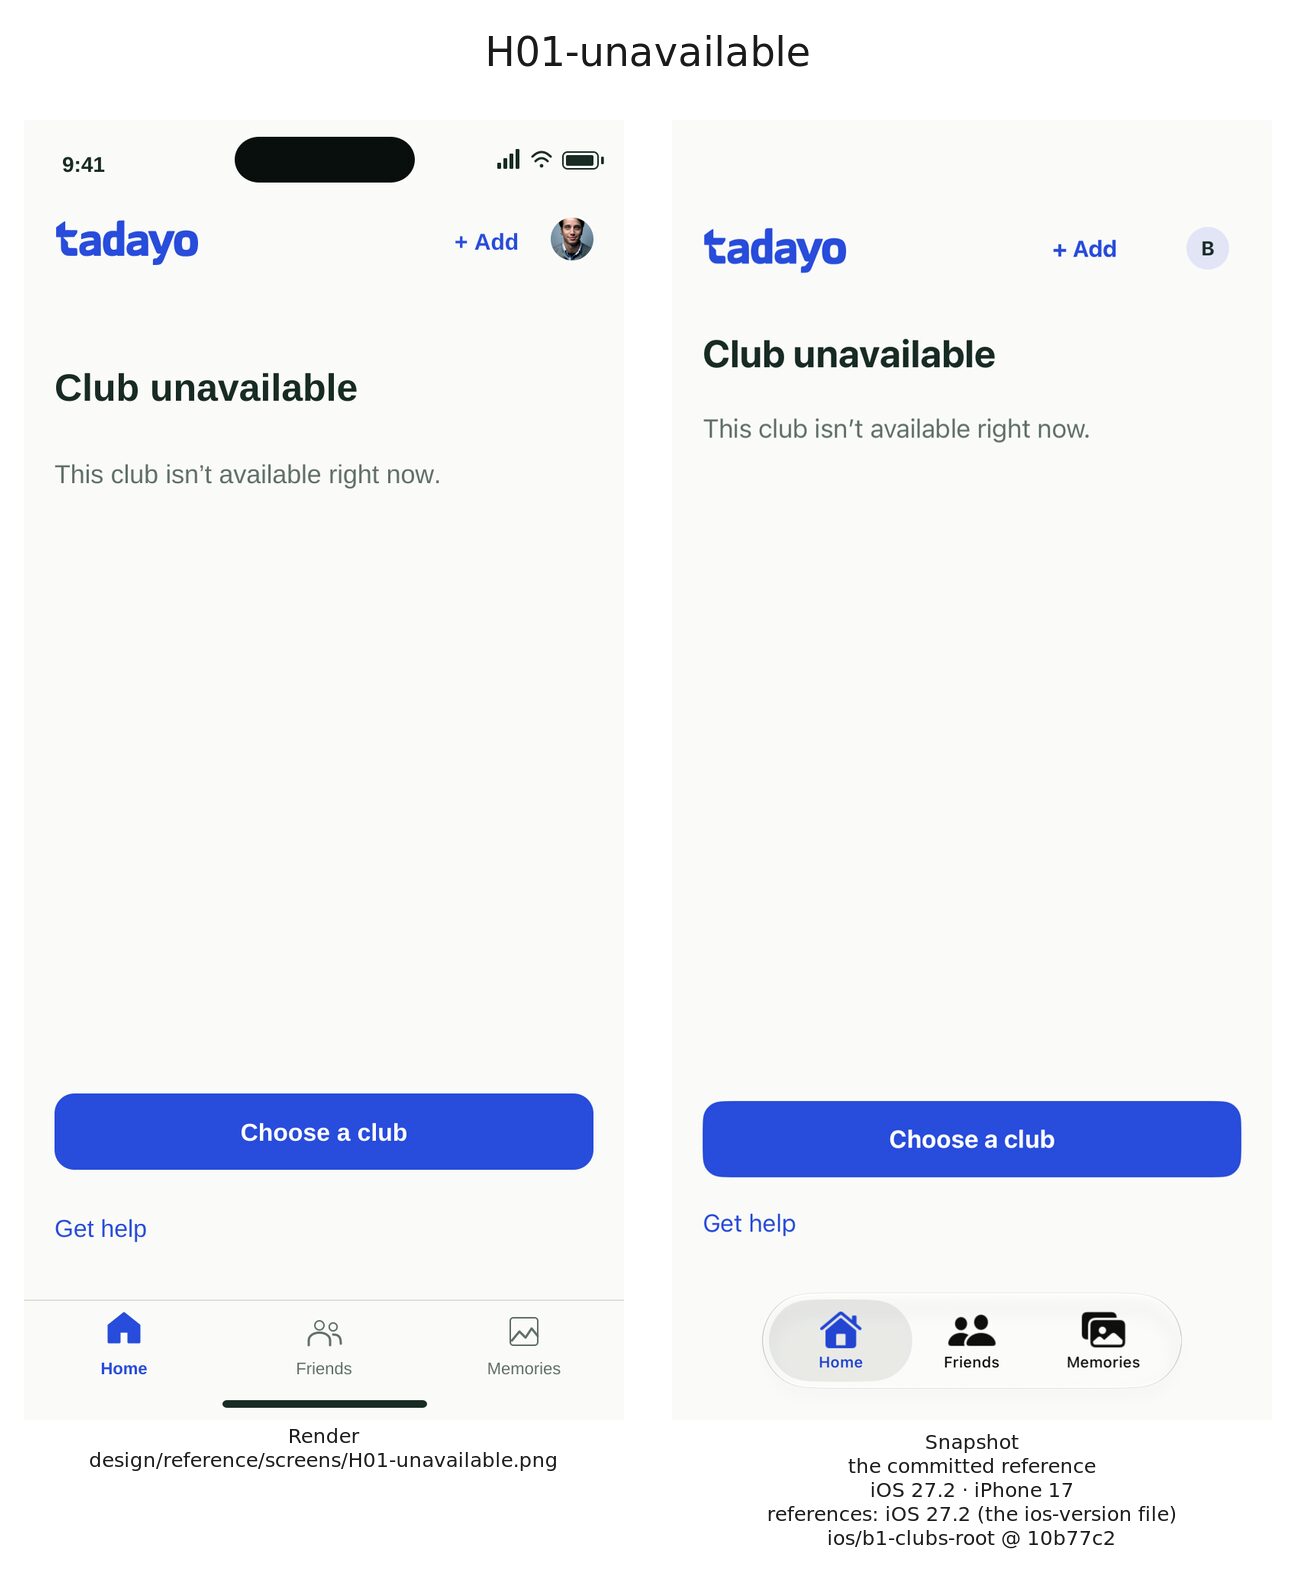 H01-unavailable
9:41
tadayo
+ Add
Club unavailable
This club isn’t available right now.
Choose a club
Get help
Home
Friends
Memories
Render
design/reference/screens/H01-unavailable.png
tadayo
+ Add
B
Club unavailable
This club isn’t available right now.
Choose a club
Get help
Home
Friends
Memories
Snapshot
the committed reference
iOS 27.2 · iPhone 17
references: iOS 27.2 (the ios-version file)
ios/b1-clubs-root @ 10b77c2